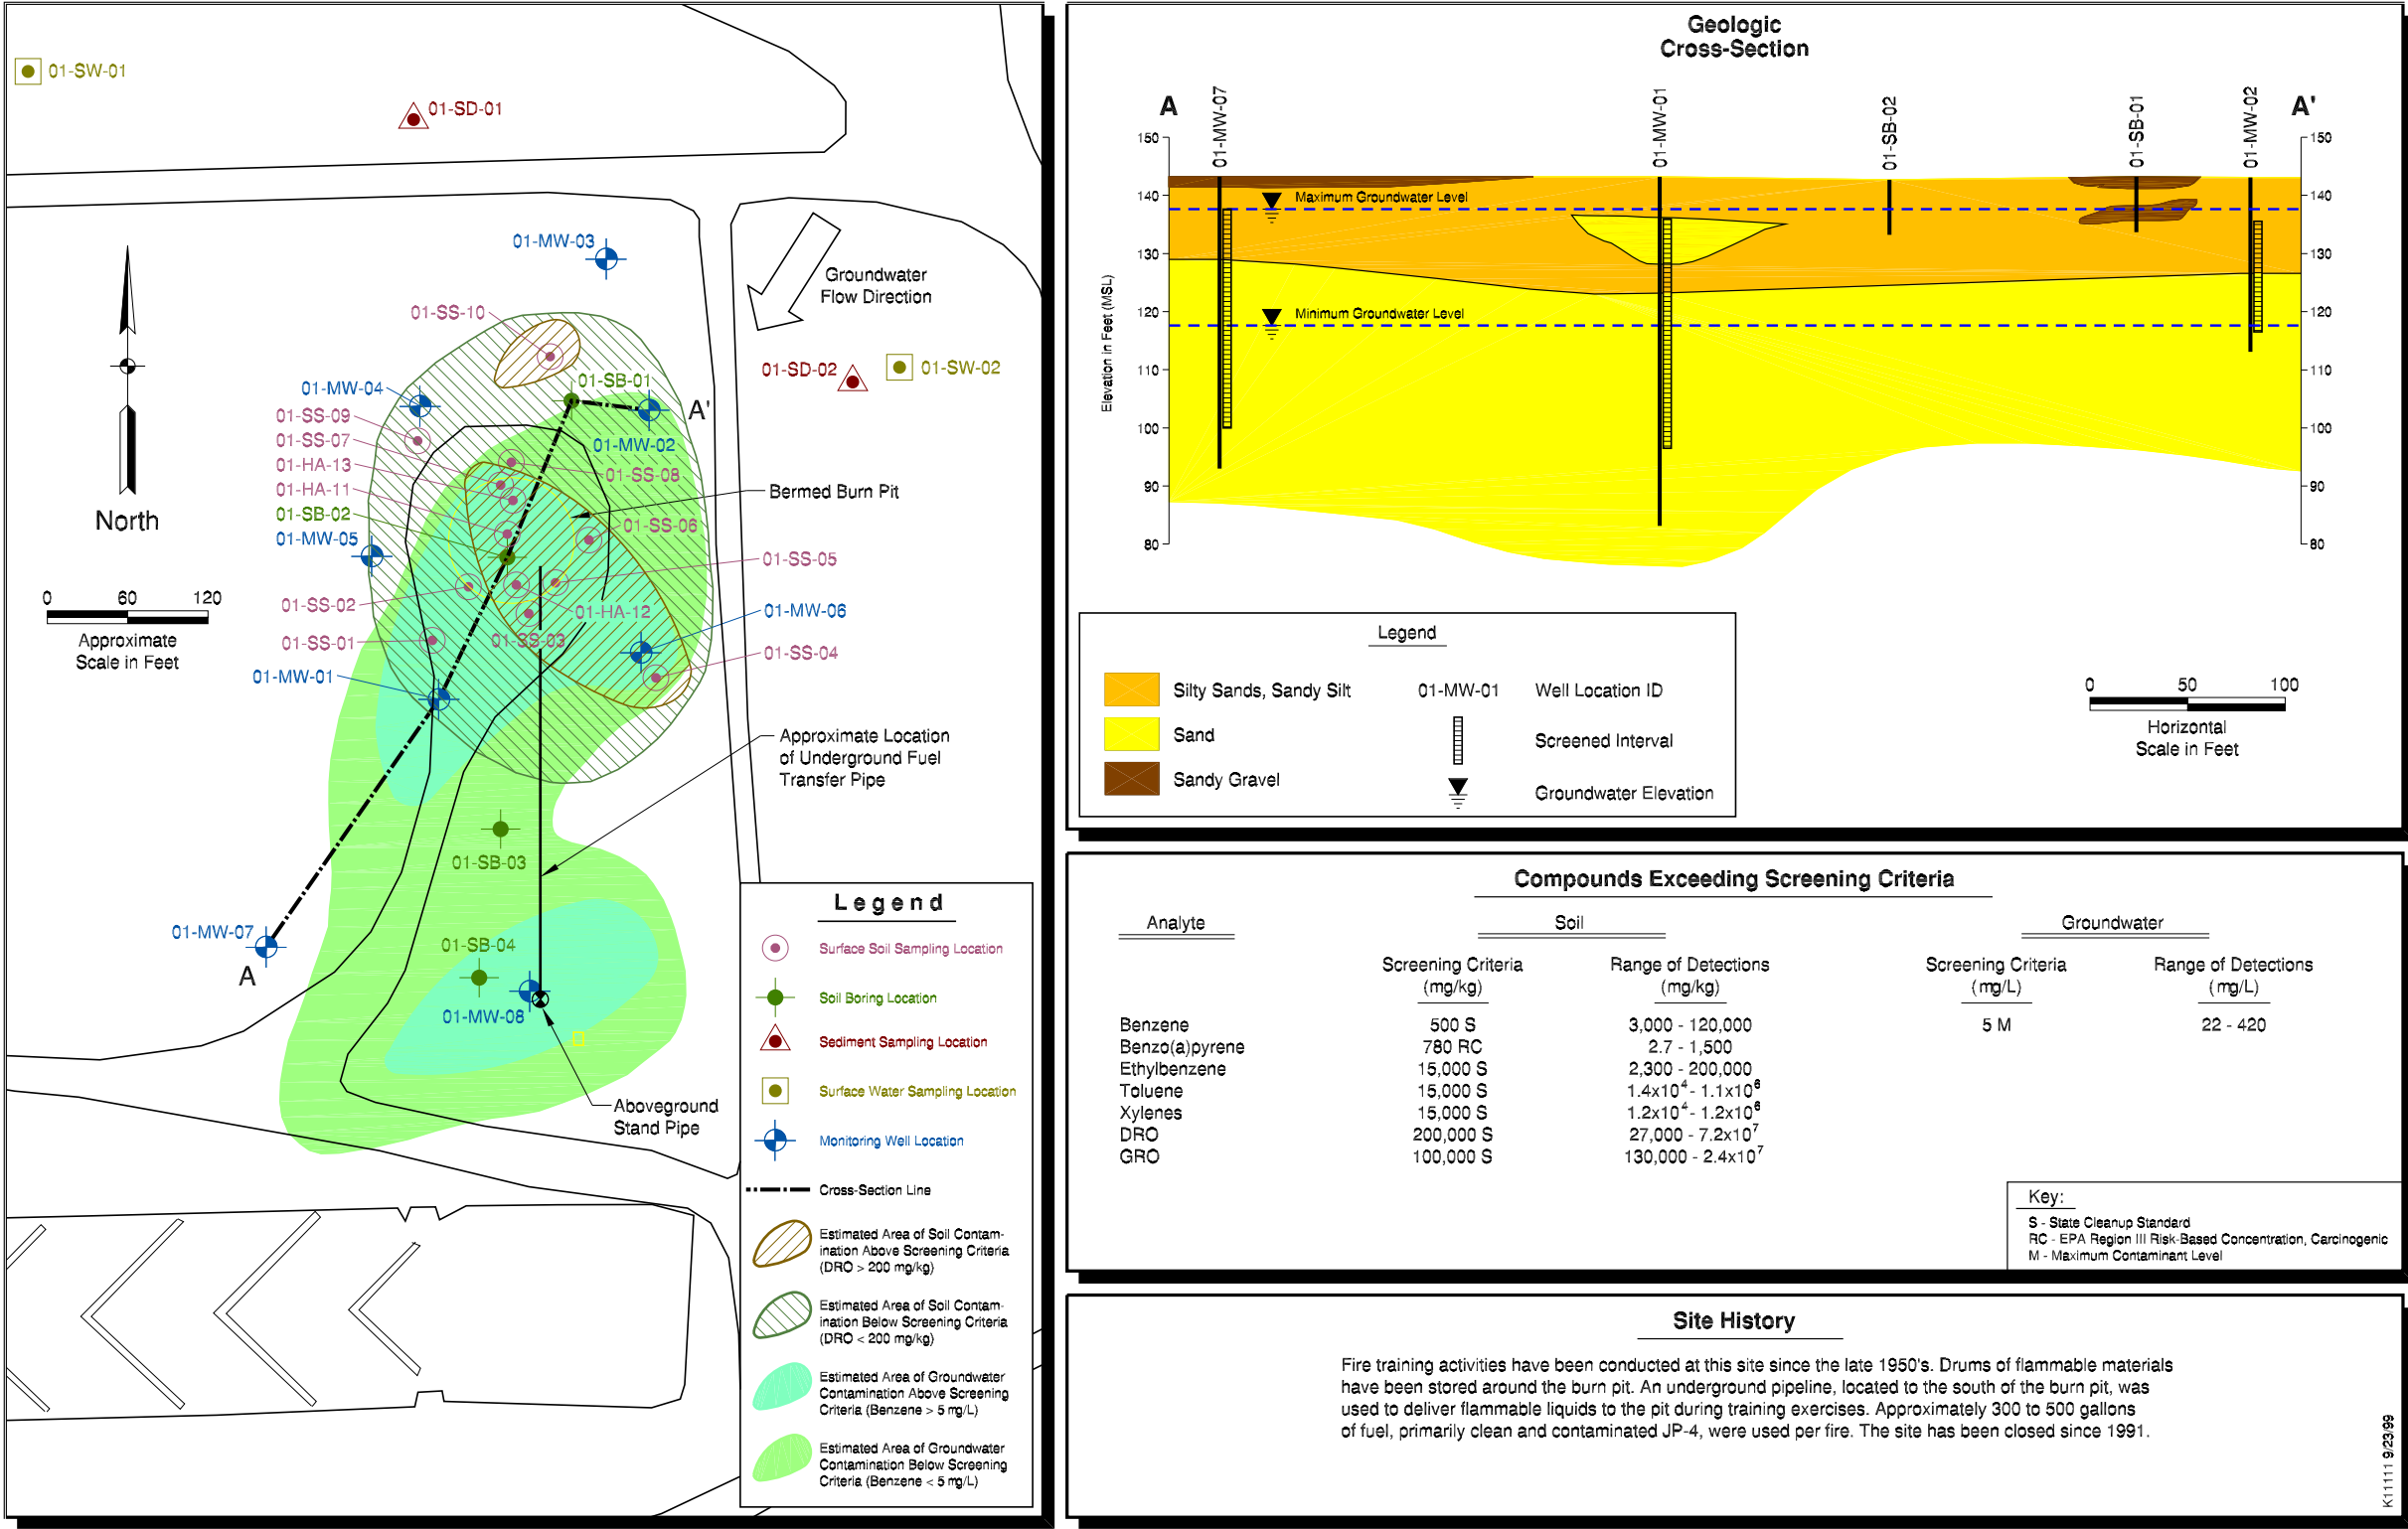 01-SW-01
01-SD-01
01-MW-03
Groundwater
Flow Direction
01-SS-10
01-SD-02
01-SW-02
01-SB-01
01-MW-04
A'
01-SS-09
01-SS-07
01-MW-02
01-HA-13
01-SS-08
01-HA-11
Bermed Burn Pit
01-SB-02
01-SS-06
North
01-MW-05
01-SS-05
0 60 120
Approximate
Scale in Feet
01-SS-02
01-HA-12
01-MW-06
01-SS-01
01-SS-03
01-SS-04
01-MW-01
Approximate Location
of Underground Fuel
Transfer Pipe
01-SB-03
01-MW-07
A
01-SB-04
01-MW-08
Aboveground
Stand Pipe
Legend
Surface Soil Sampling Location
Soil Boring Location
Sediment Sampling Location
Surface Water Sampling Location
Monitoring Well Location
Cross-Section Line
Estimated Area of Soil Contam-
ination Above Screening Criteria
(DRO > 200 mg/kg)
Estimated Area of Soil Contam-
ination Below Screening Criteria
(DRO < 200 mg/kg)
Estimated Area of Groundwater
Contamination Above Screening
Criteria (Benzene > 5 mg/L)
Estimated Area of Groundwater
Contamination Below Screening
Criteria (Benzene < 5 mg/L)
Geologic
Cross-Section
A
01-MW-07
01-MW-01
01-SB-02
01-SB-01
01-MW-02
A'
150 150
140 140
Maximum Groundwater Level
130 130
120 120
Minimum Groundwater Level
110 110
100 100
90 90
80 80
Elevation in Feet (MSL)
Legend
Silty Sands, Sandy Silt
01-MW-01 Well Location ID
Sand
Screened Interval
Sandy Gravel
Groundwater Elevation
0 50 100
Horizontal
Scale in Feet
Compounds Exceeding Screening Criteria
Analyte Soil Groundwater
Screening Criteria Range of Detections Screening Criteria Range of Detections
(mg/kg) (mg/kg) (mg/L) (mg/L)
Benzene 500 S 3,000 - 120,000 5 M 22 - 420
Benzo(a)pyrene 780 RC 2.7 - 1,500
Ethylbenzene 15,000 S 2,300 - 200,000
Toluene 15,000 S 1.4x10⁴ - 1.1x10⁶
Xylenes 15,000 S 1.2x10⁴ - 1.2x10⁶
DRO 200,000 S 27,000 - 7.2x10⁷
GRO 100,000 S 130,000 - 2.4x10⁷
Key:
S - State Cleanup Standard
RC - EPA Region III Risk-Based Concentration, Carcinogenic
M - Maximum Contaminant Level
Site History
Fire training activities have been conducted at this site since the late 1950's. Drums of flammable materials
have been stored around the burn pit. An underground pipeline, located to the south of the burn pit, was
used to deliver flammable liquids to the pit during training exercises. Approximately 300 to 500 gallons
of fuel, primarily clean and contaminated JP-4, were used per fire. The site has been closed since 1991.
K11111 9/23/99